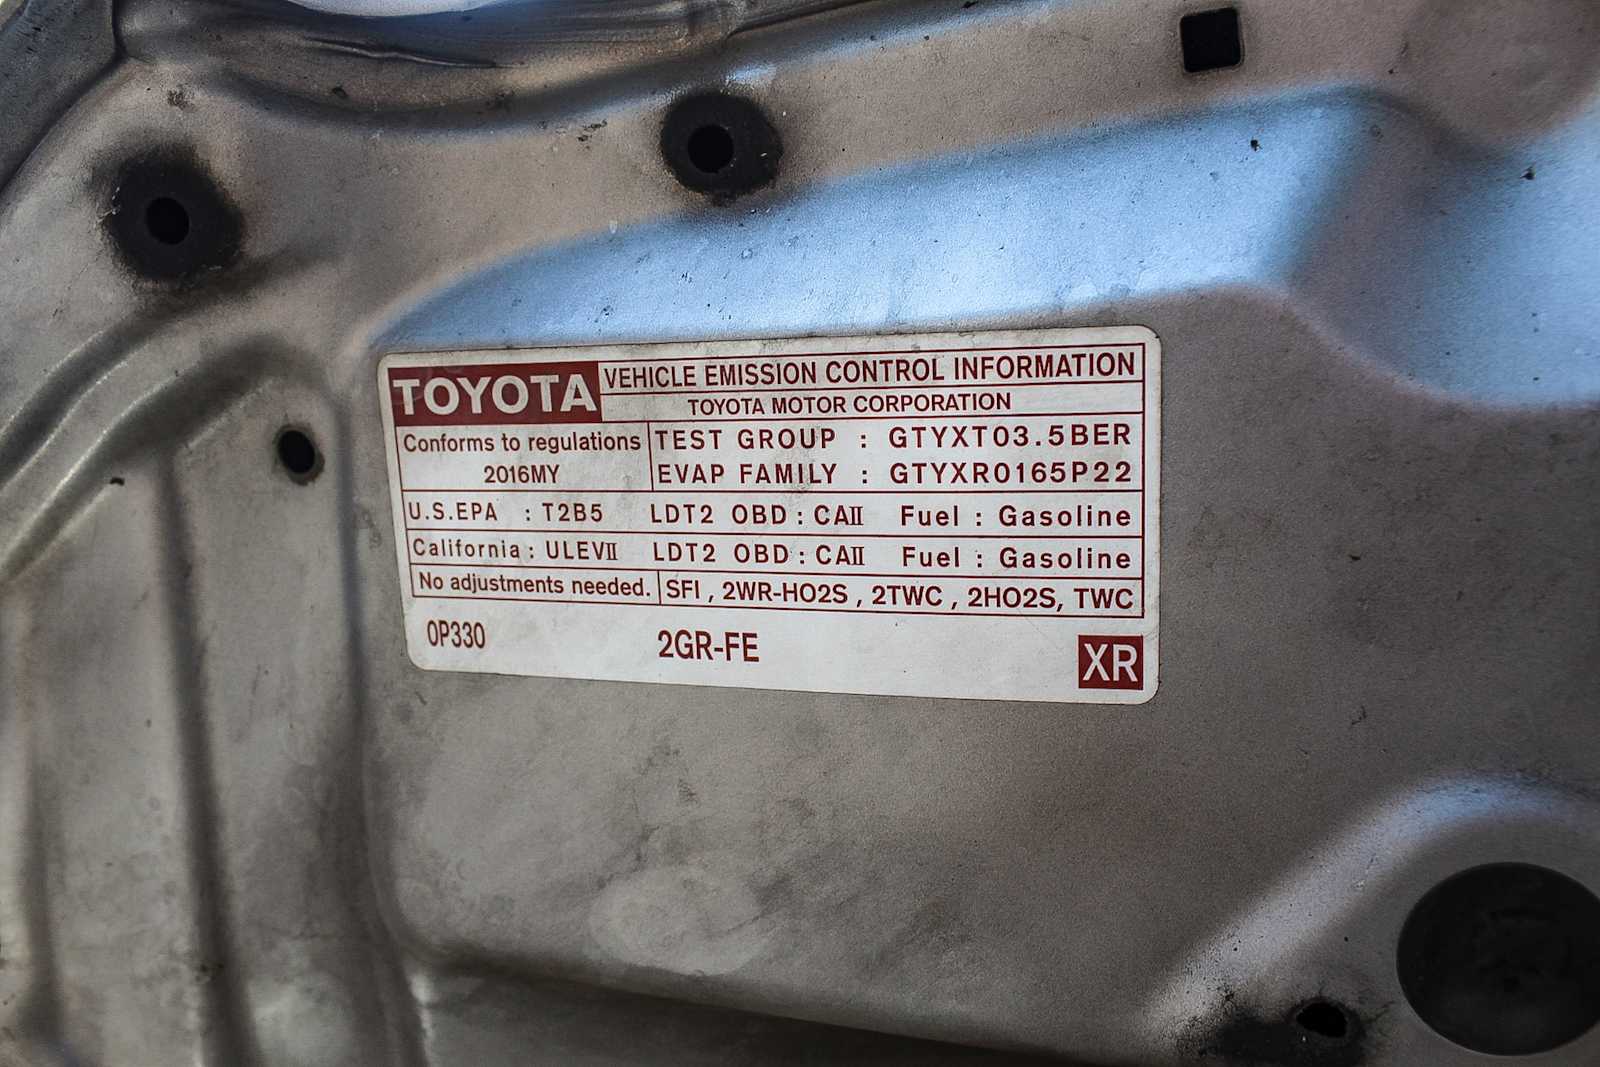 TOYOTA VEHICLE EMISSION CONTROL INFORMATION
TOYOTA MOTOR CORPORATION
Conforms to regulations
2016MY
TEST GROUP : GTYXT03.5BER
EVAP FAMILY : GTYXR0165P22
U.S.EPA : T2B5 LDT2 OBD : CAII Fuel : Gasoline
California : ULEVII LDT2 OBD : CAII Fuel : Gasoline
No adjustments needed. SFI , 2WR-HO2S , 2TWC , 2HO2S, TWC
0P330 2GR-FE XR